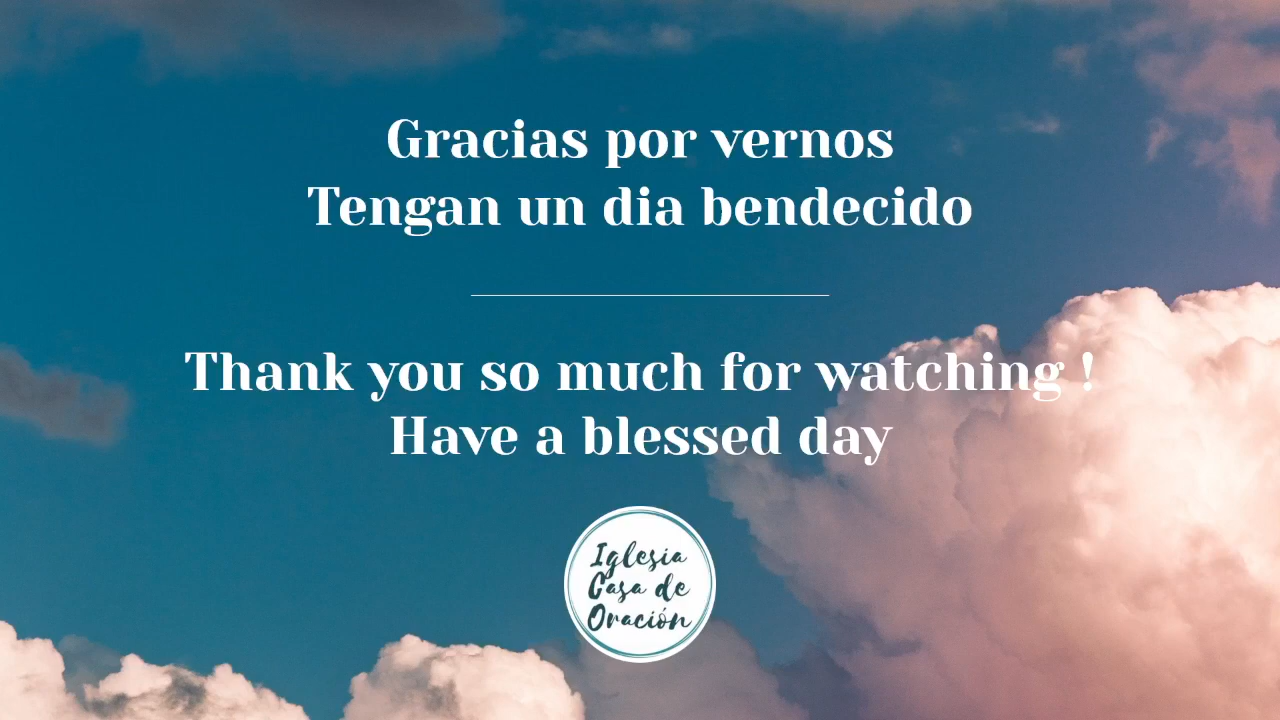 Gracias por vernos
Tengan un dia bendecido
Thank you so much for watching !
Have a blessed day
Iglesia
Casa de
Oración